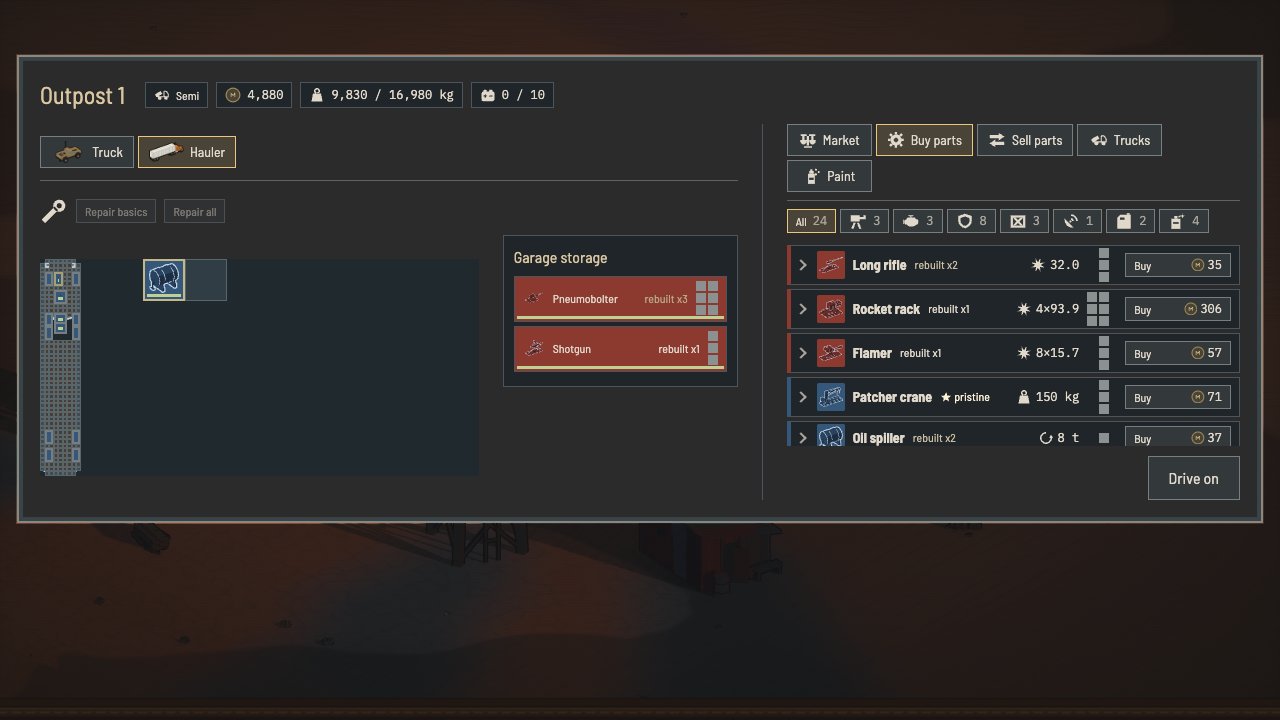 Outpost 1
Semi
4,880
9,830 / 16,980 kg
0 / 10
Truck
Hauler
Repair basics
Repair all
Garage storage
Pneumobolter rebuilt x3
Shotgun rebuilt x1
Market
Buy parts
Sell parts
Trucks
Paint
All 24
3
3
8
3
1
2
4
Long rifle rebuilt x2 32.0 Buy M 35
Rocket rack rebuilt x1 4×93.9 Buy M 306
Flamer rebuilt x1 8×15.7 Buy M 57
Patcher crane pristine 150 kg Buy M 71
Oil spiller rebuilt x2 8 t Buy M 37
Drive on